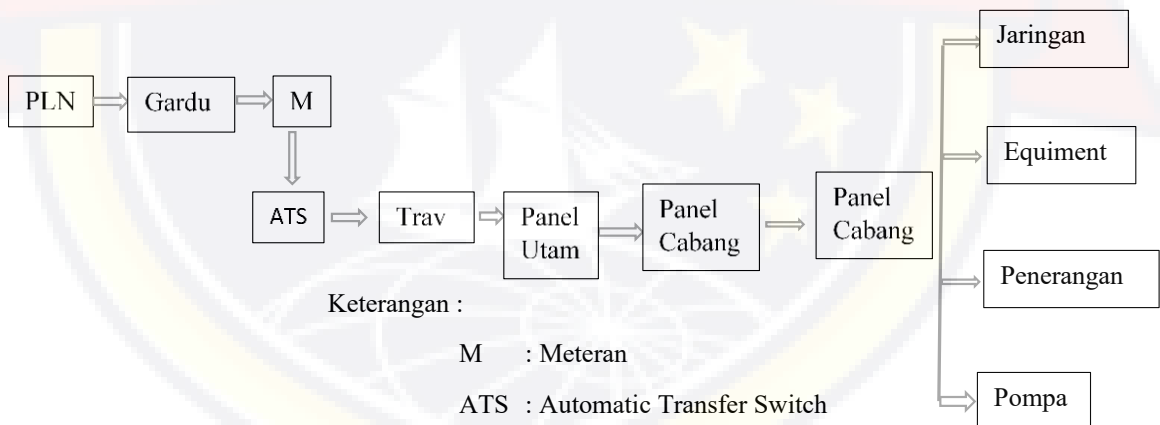 PLN
Gardu
M
ATS
Trav
Panel
Utam
Panel
Cabang
Panel
Cabang
Jaringan
Equiment
Penerangan
Pompa
Keterangan :
M : Meteran
ATS : Automatic Transfer Switch